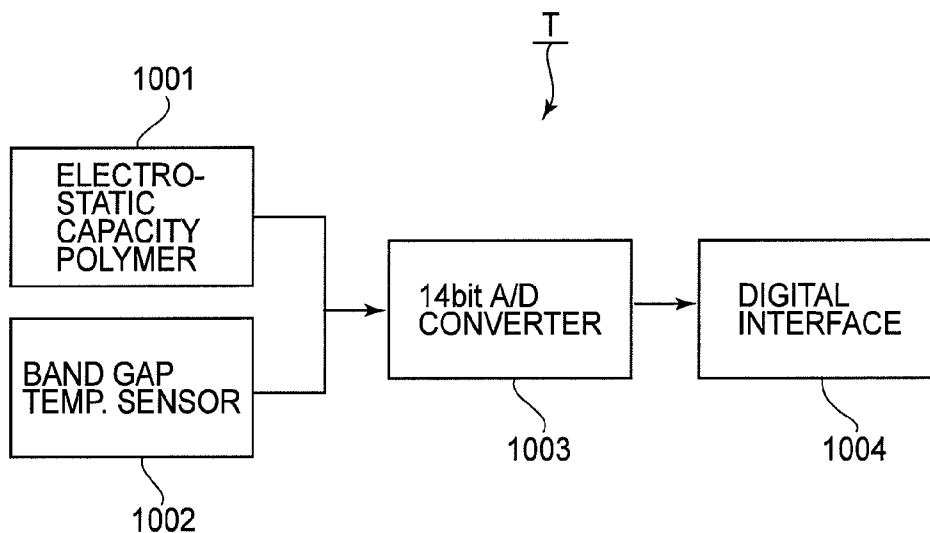 T
1001
ELECTRO-
STATIC
CAPACITY
POLYMER
14bit A/D
CONVERTER
DIGITAL
INTERFACE
BAND GAP
TEMP. SENSOR
1003
1004
1002